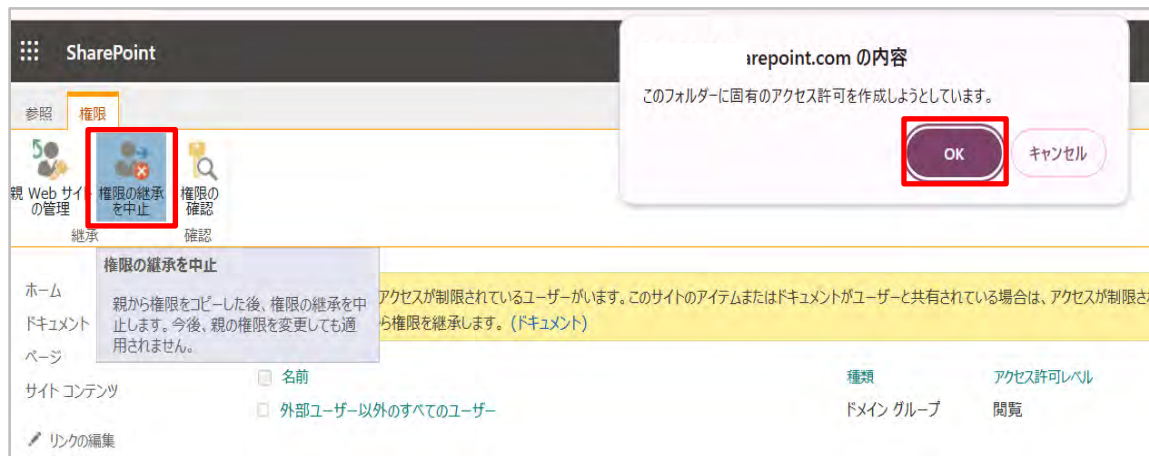 SharePoint
arepoint.com の内容
このフォルダーに固有のアクセス許可を作成しようとしています。
OK
キャンセル
参照
権限
親 Web サイト
の管理
権限の継承
を中止
権限の
確認
継承
確認
権限の継承を中止
親から権限をコピーした後、権限の継承を中
止します。今後、親の権限を変更しても適
用されません。
アクセスが制限されているユーザーがいます。このサイトのアイテムまたはドキュメントがユーザーと共有されている場合は、アクセスが制限さ
ら権限を継承します。 (ドキュメント)
ホーム
ドキュメント
ページ
サイト コンテンツ
リンクの編集
名前
種類
アクセス許可レベル
外部ユーザー以外のすべてのユーザー
ドメイン グループ
閲覧